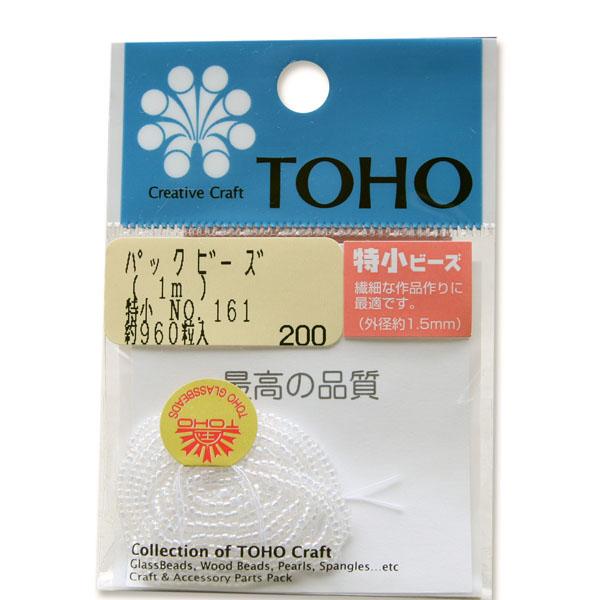 Creative Craft
TOHO
パックビーズ
( 1m )
特小 NO. 161
約960粒入
200
特小ビーズ
繊細な作品作りに
最適です。
(外径約1.5mm)
最高の品質
TOHO GLASSBEADS
TOHO
Collection of TOHO Craft
GlassBeads, Wood Beads, Pearls, Spangles...etc
Craft & Accessory Parts Pack